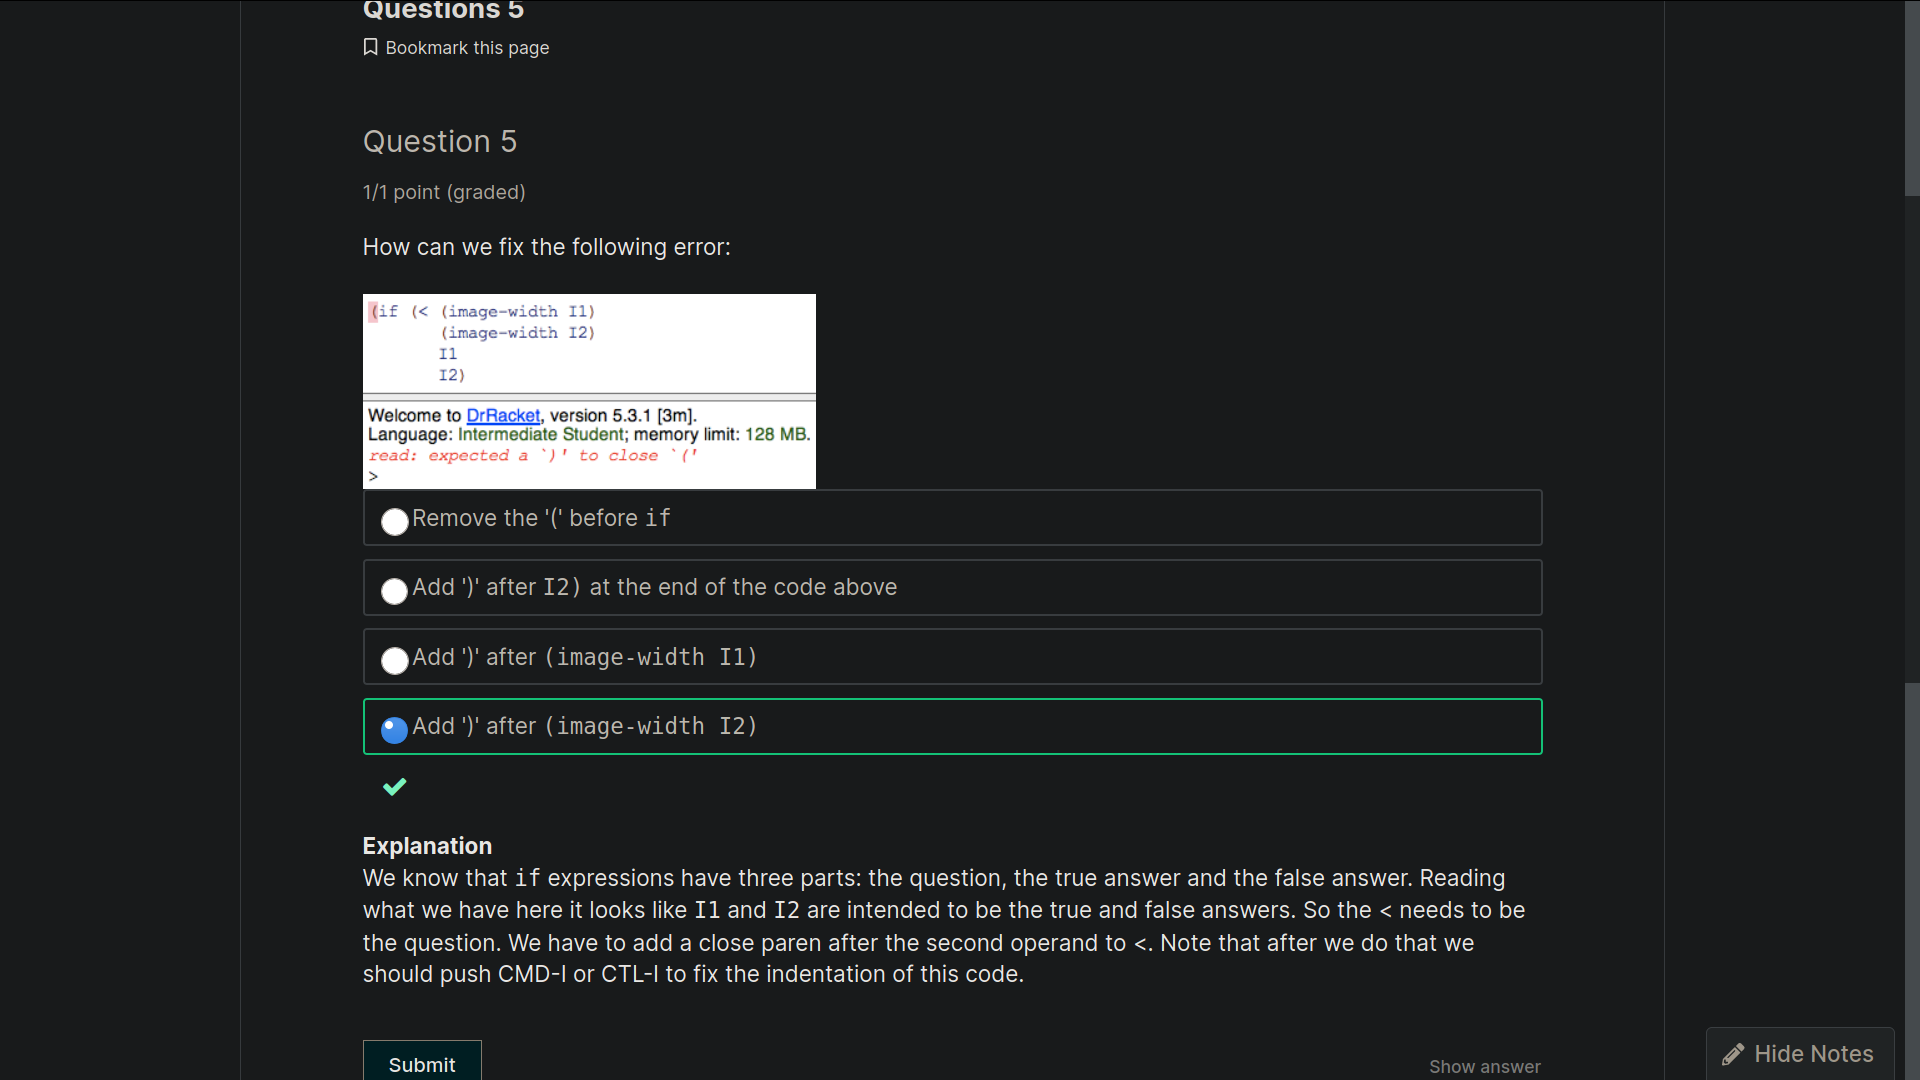 Questions 5
Bookmark this page
Question 5
1/1 point (graded)
How can we fix the following error:
(if (< (image-width I1)
(image-width I2)
I1
I2)
Welcome to DrRacket, version 5.3.1 [3m].
Language: Intermediate Student; memory limit: 128 MB.
read: expected a `)' to close `('
>
Remove the '(' before if
Add ')' after I2) at the end of the code above
Add ')' after (image-width I1)
Add ')' after (image-width I2)
Explanation
We know that if expressions have three parts: the question, the true answer and the false answer. Reading
what we have here it looks like I1 and I2 are intended to be the true and false answers. So the < needs to be
the question. We have to add a close paren after the second operand to <. Note that after we do that we
should push CMD-I or CTL-I to fix the indentation of this code.
Submit
Show answer
Hide Notes